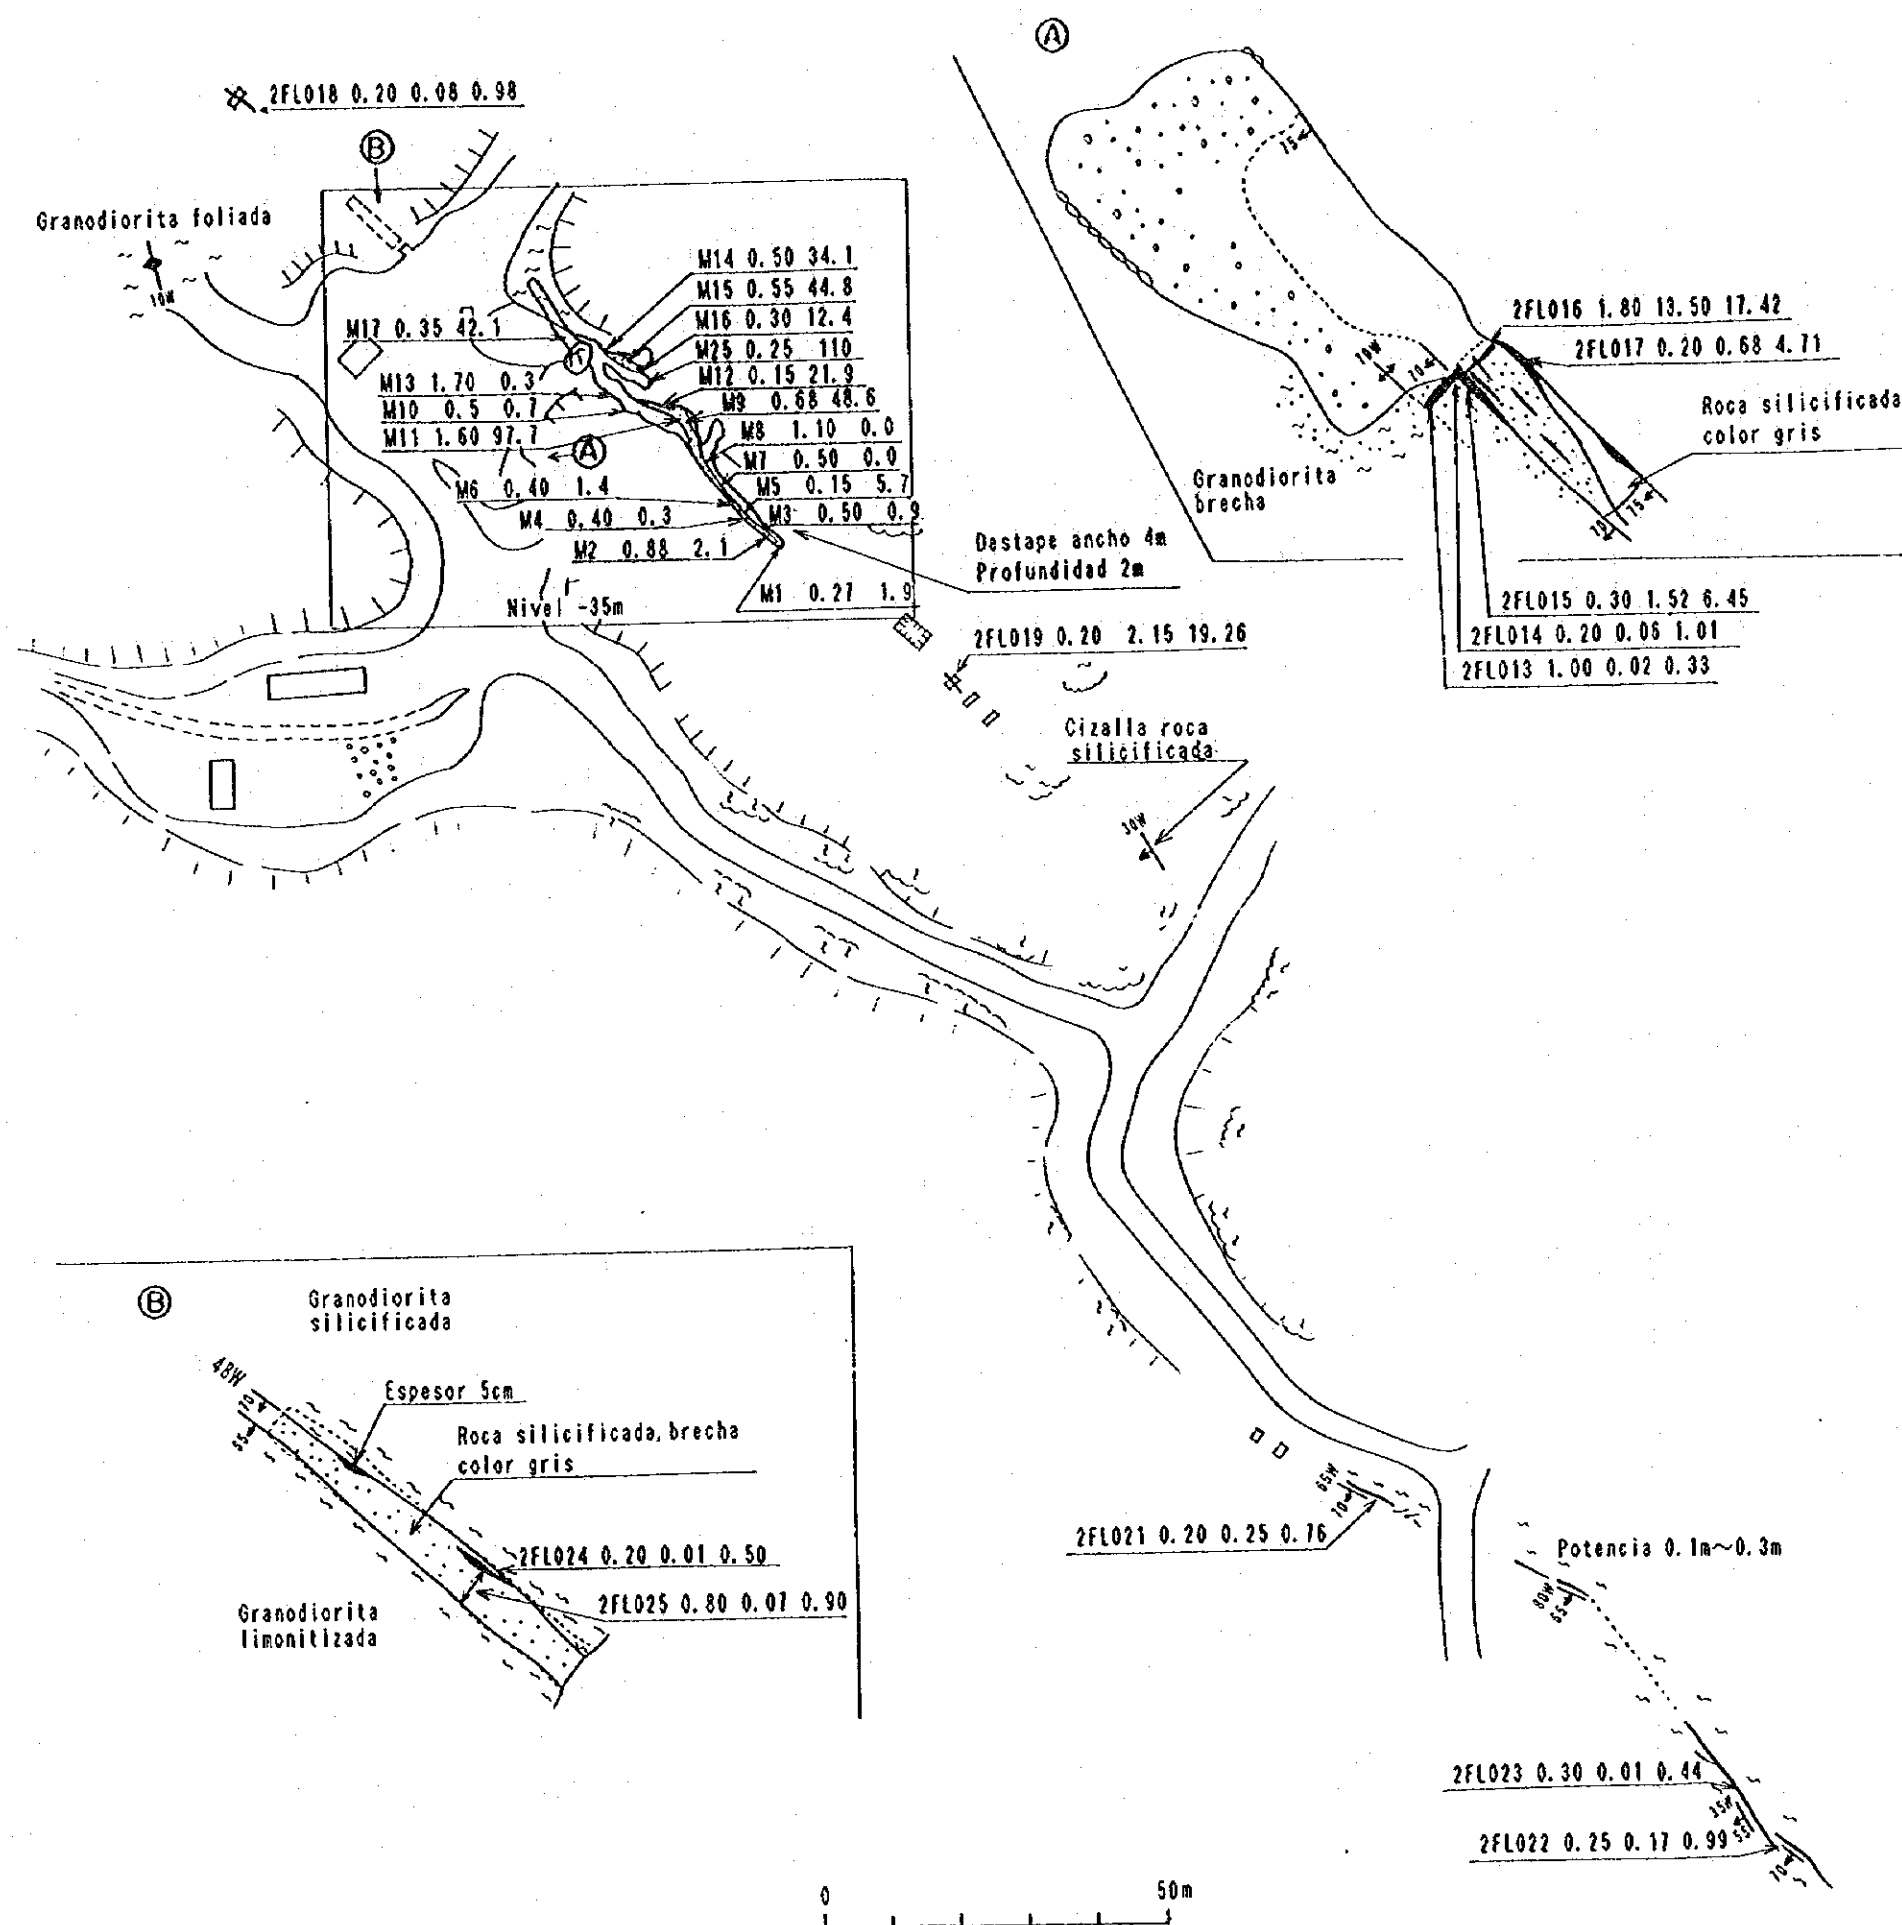 2FL018 0.20 0.08 0.98
B
Granodiorita foliada
10W
M14 0.50 34.1
M15 0.55 44.8
M16 0.30 12.4
M25 0.25 110
M12 0.15 21.9
M9 0.68 48.6
M8 1.10 0.0
M7 0.50 0.0
M5 0.15 5.7
M3 0.50 0.9
M17 0.35 42.1
M13 1.70 0.3
M10 0.5 0.7
M11 1.60 97.7
A
M6 0.40 1.4
M4 0.40 0.3
M2 0.88 2.1
M1 0.27 1.9
Nivel -35m
Destape ancho 4m
Profundidad 2m
2FL019 0.20 2.15 19.26
Cizalla roca
silicificada
30W
A
75
70W
70
2FL016 1.80 13.50 17.42
2FL017 0.20 0.68 4.71
Roca silicificada
color gris
Granodiorita
brecha
75
70
2FL015 0.30 1.52 6.45
2FL014 0.20 0.06 1.01
2FL013 1.00 0.02 0.33
B
Granodiorita
silicificada
48W
70
55
Espesor 5cm
Roca silicificada, brecha
color gris
2FL024 0.20 0.01 0.50
2FL025 0.80 0.07 0.90
Granodiorita
limonitizada
65W
70
2FL021 0.20 0.25 0.76
Potencia 0.1m~0.3m
80W
55
2FL023 0.30 0.01 0.44
35W
55
2FL022 0.25 0.17 0.99
70
0 50m